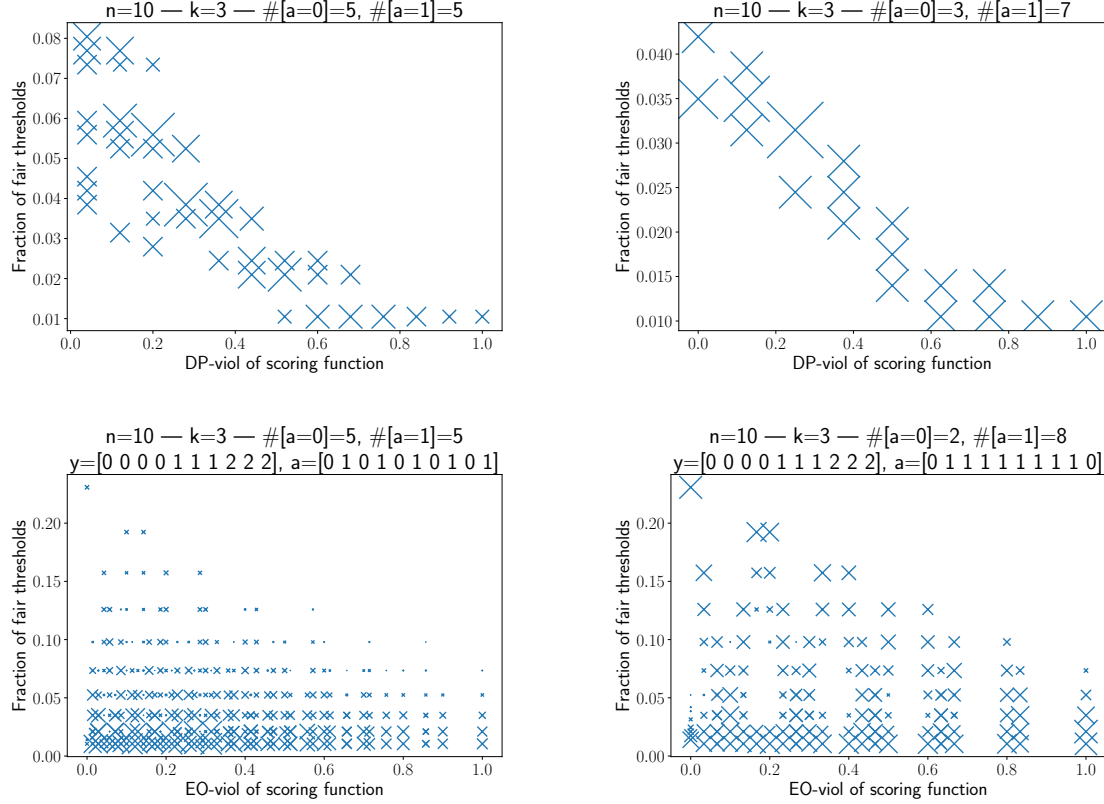 n=10 — k=3 — #[a=0]=5, #[a=1]=5
Fraction of fair thresholds
0.08
0.07
0.06
0.05
0.04
0.03
0.02
0.01
0.0 0.2 0.4 0.6 0.8 1.0
DP-viol of scoring function
n=10 — k=3 — #[a=0]=3, #[a=1]=7
Fraction of fair thresholds
0.040
0.035
0.030
0.025
0.020
0.015
0.010
0.0 0.2 0.4 0.6 0.8 1.0
DP-viol of scoring function
n=10 — k=3 — #[a=0]=5, #[a=1]=5
y=[0 0 0 0 1 1 1 2 2 2], a=[0 1 0 1 0 1 0 1 0 1]
Fraction of fair thresholds
0.20
0.15
0.10
0.05
0.00
0.0 0.2 0.4 0.6 0.8 1.0
EO-viol of scoring function
n=10 — k=3 — #[a=0]=2, #[a=1]=8
y=[0 0 0 0 1 1 1 2 2 2], a=[0 1 1 1 1 1 1 1 1 0]
Fraction of fair thresholds
0.20
0.15
0.10
0.05
0.00
0.0 0.2 0.4 0.6 0.8 1.0
EO-viol of scoring function